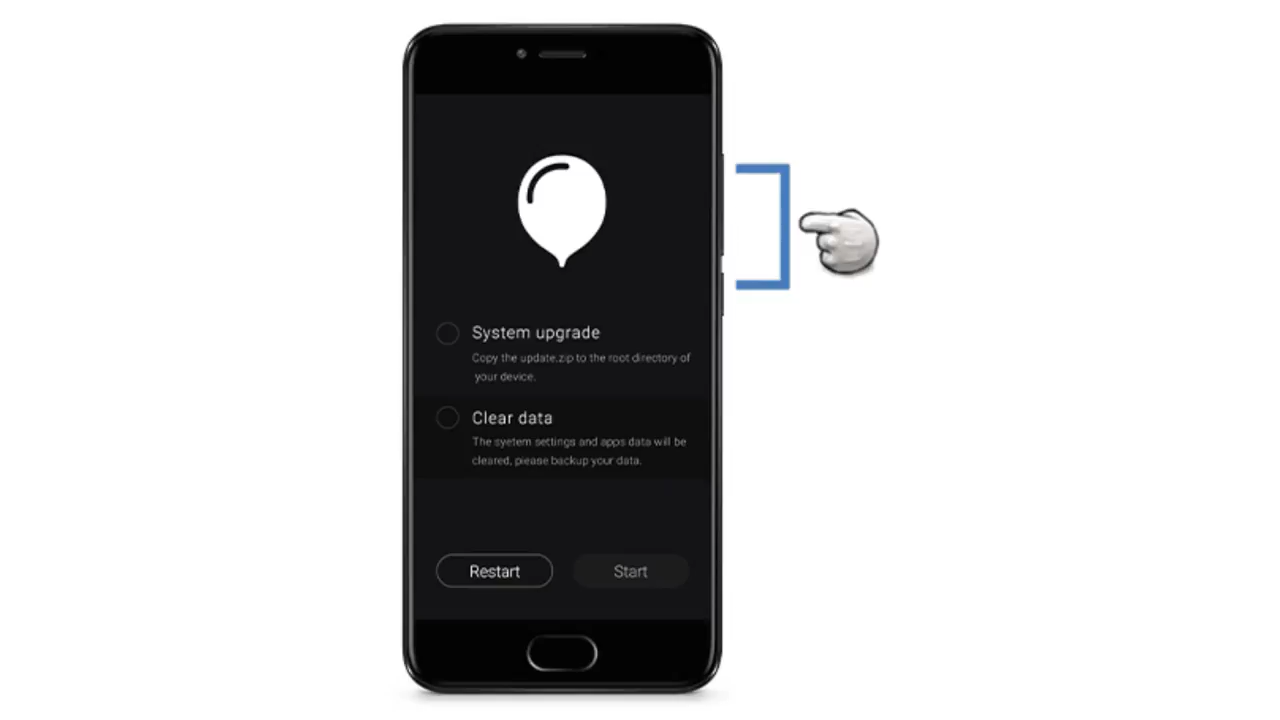 System upgrade
Copy the update.zip to the root directory of
your device.
Clear data
The syetem settings and apps data will be
cleared, please backup your data.
Restart
Start